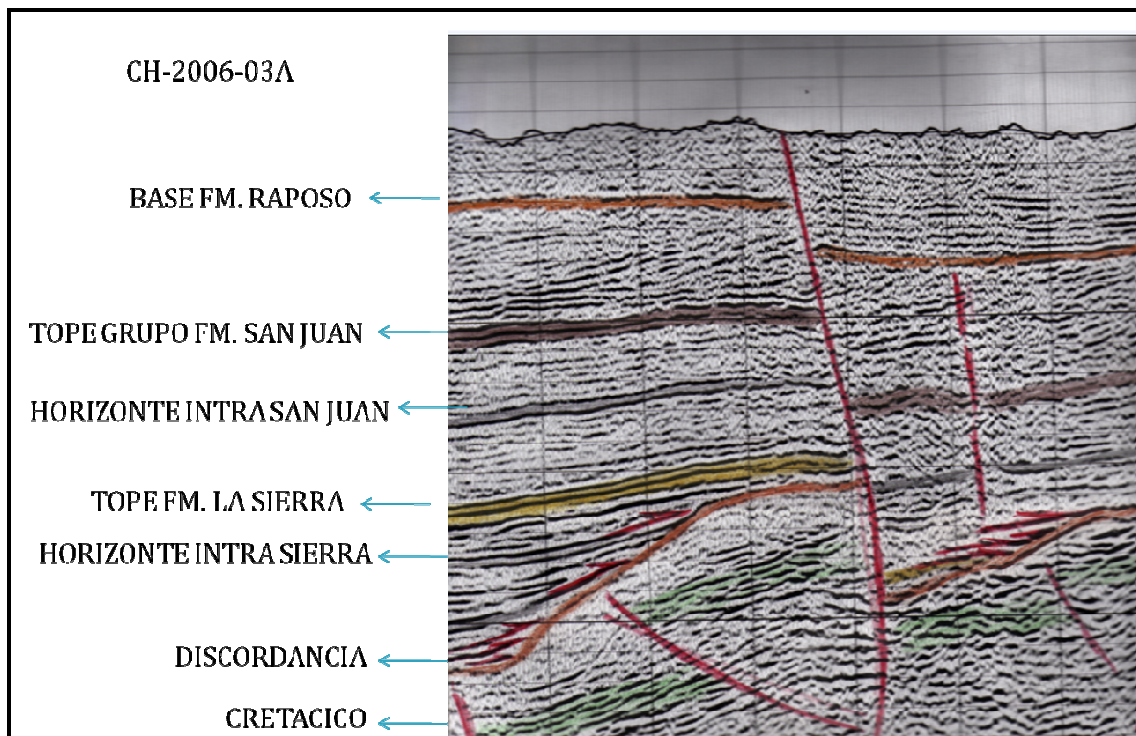 CH-2006-03A
BASE FM. RAPOSO
TOPE GRUPO FM. SAN JUAN
HORIZONTE INTRA SAN JUAN
TOPE FM. LA SIERRA
HORIZONTE INTRA SIERRA
DISCORDANCIA
CRETACICO